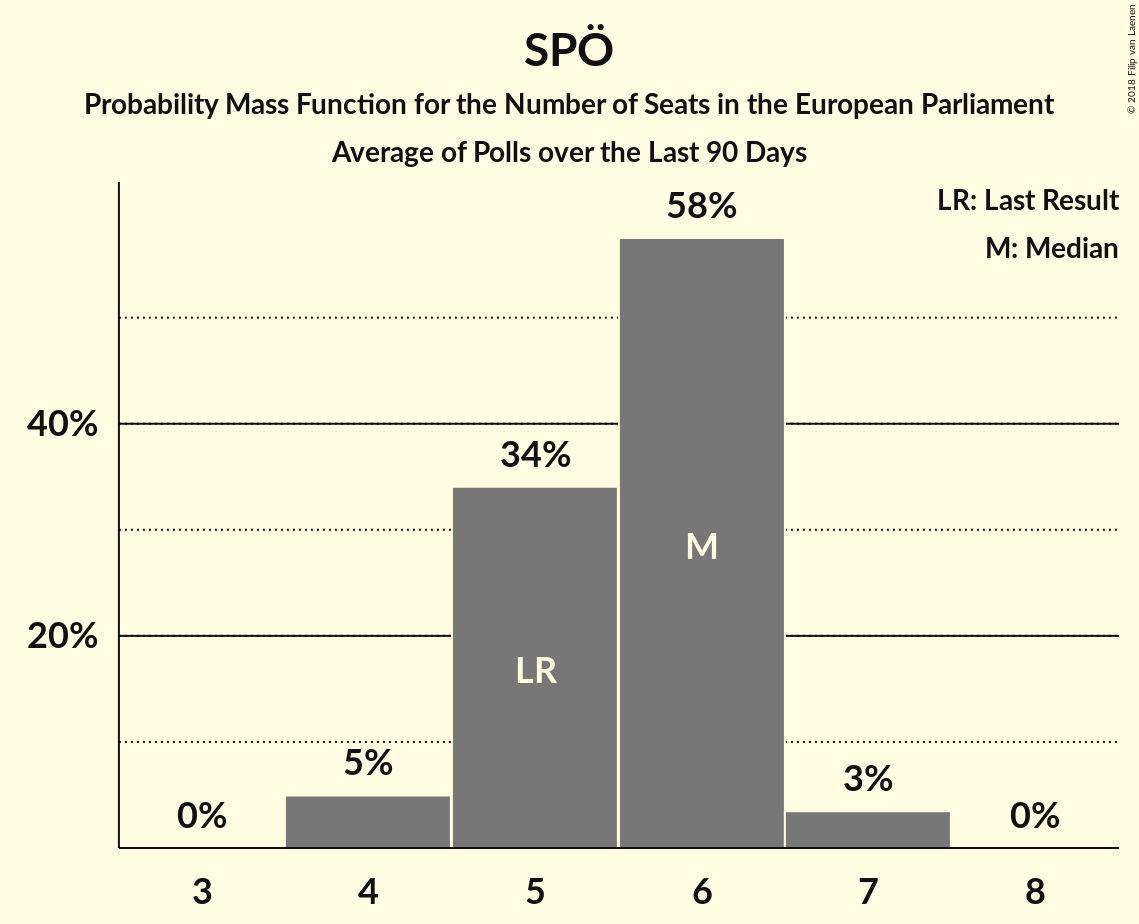 SPÖ
Probability Mass Function for the Number of Seats in the European Parliament
Average of Polls over the Last 90 Days
© 2018 Filip van Laenen
LR: Last Result
M: Median
58%
40%
34%
M
20%
LR
5%
3%
0%
0%
3 4 5 6 7 8